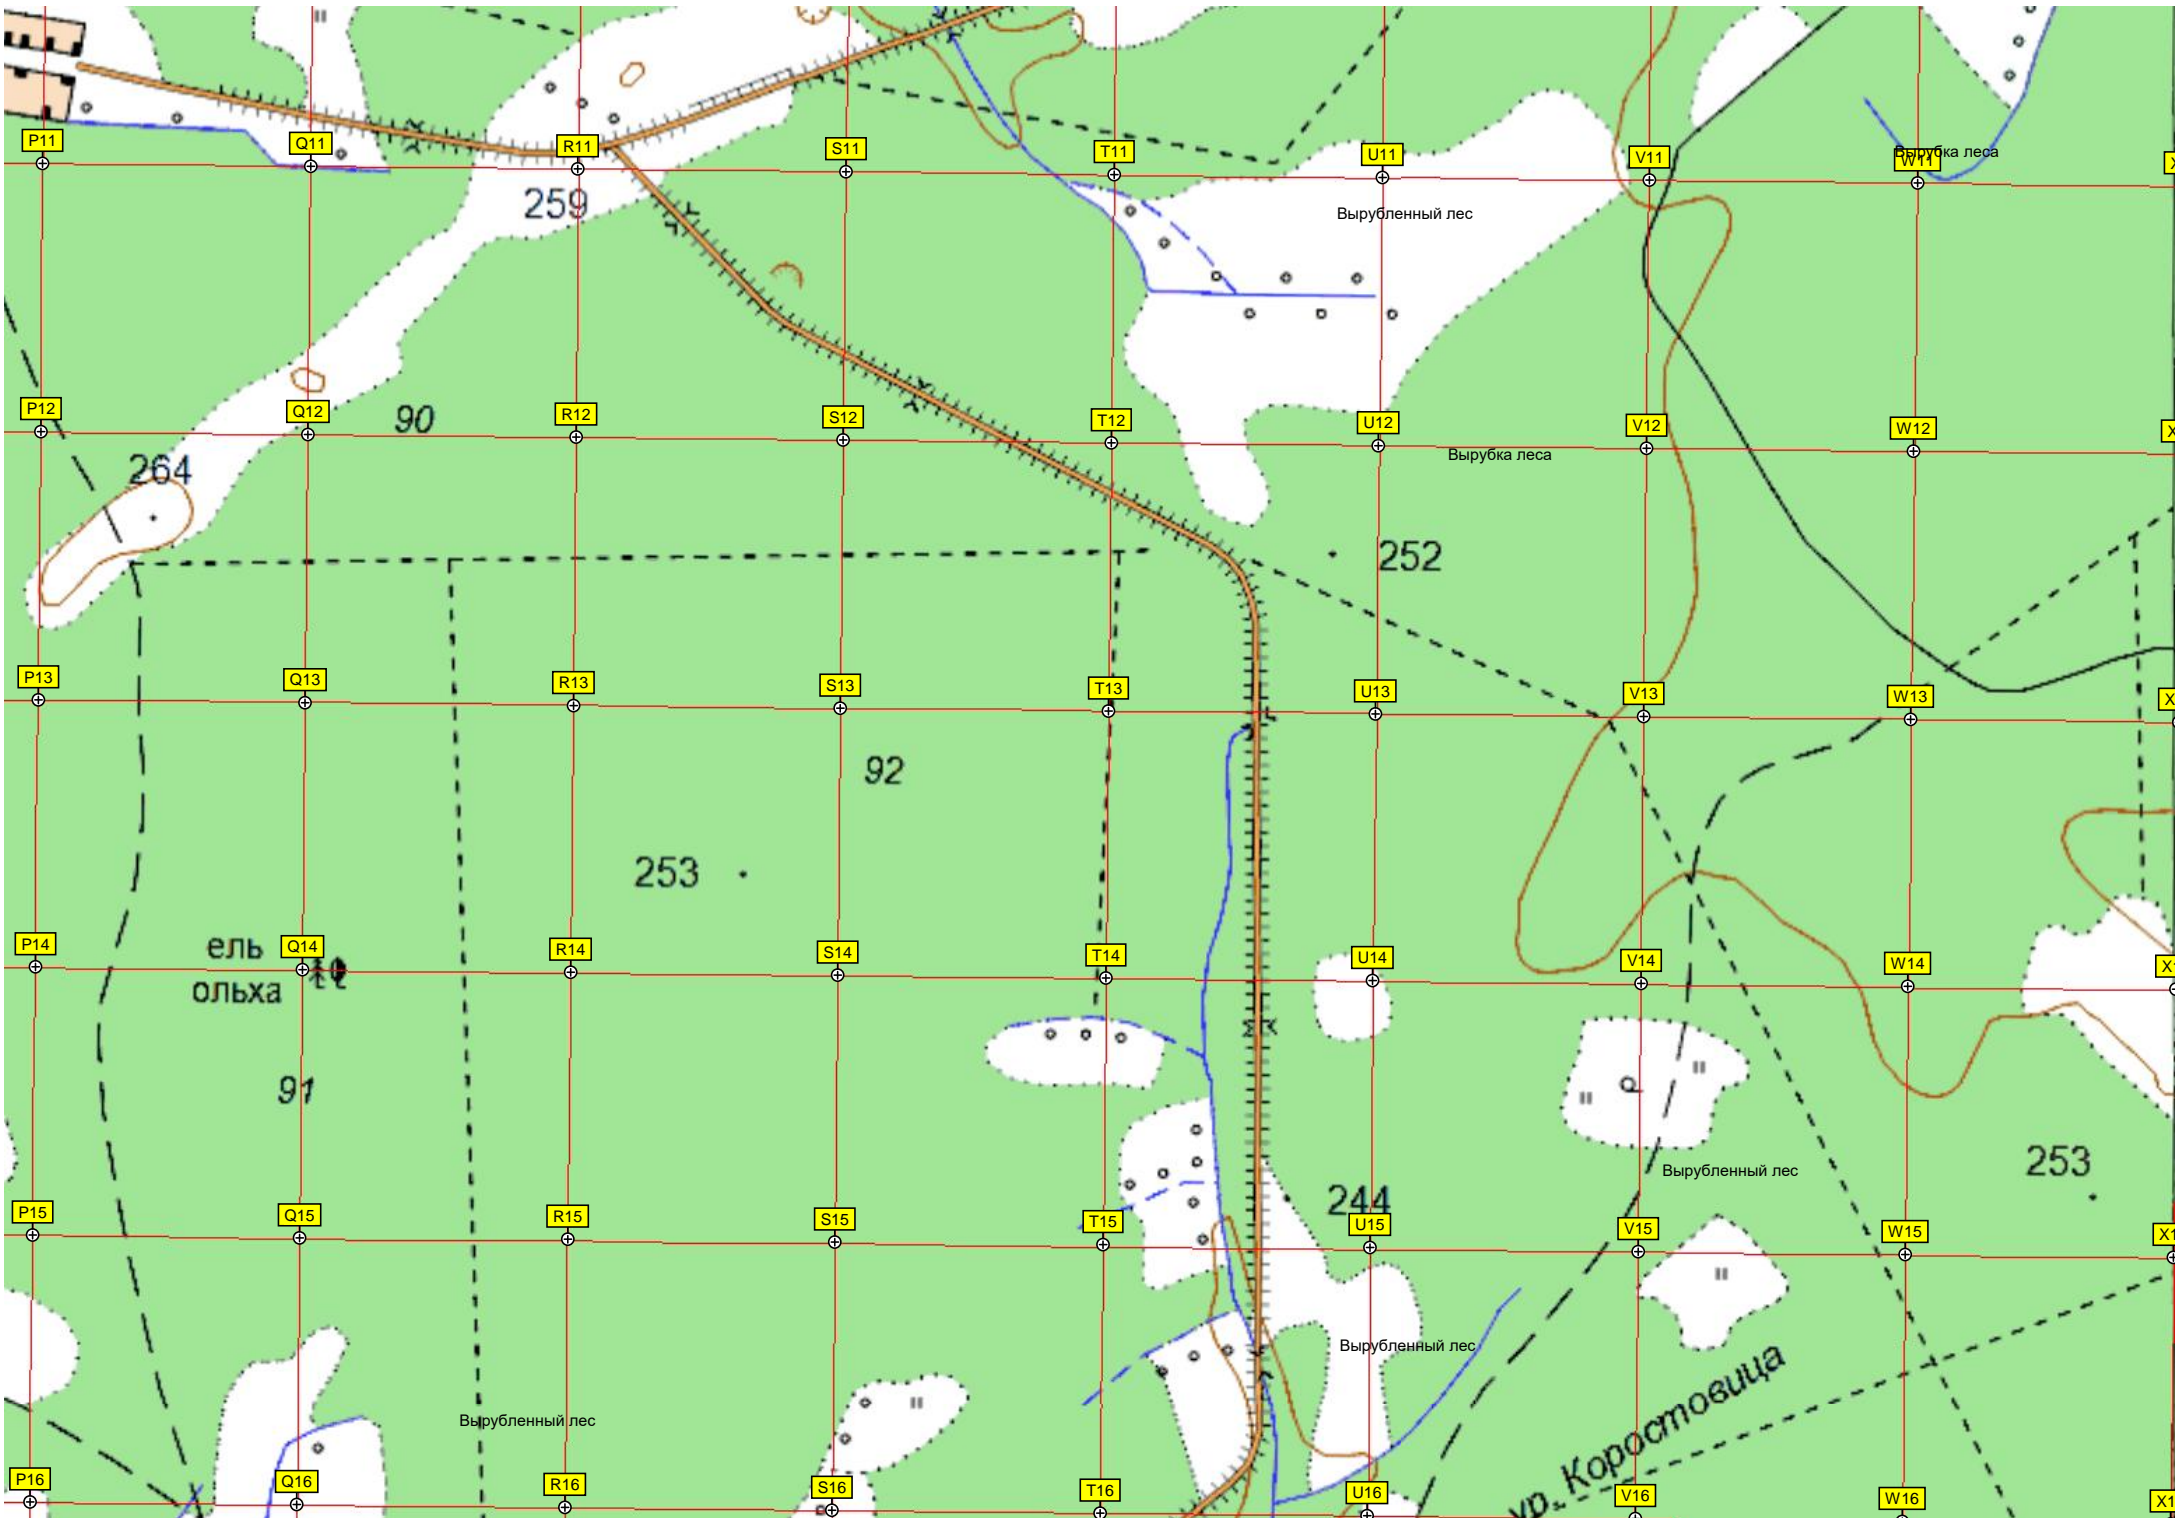 P11
Q11
R11
S11
T11
U11
V11
W11
Вырубка леса
X
259
Вырубленный лес
P12
Q12
90
R12
S12
T12
U12
V12
W12
X
Вырубка леса
264
252
P13
Q13
R13
S13
T13
U13
V13
W13
X
92
253
P14
ель
ольха
Q14
R14
S14
T14
U14
V14
W14
X1
91
Вырубленный лес
253
244
P15
Q15
R15
S15
T15
U15
V15
W15
X1
Вырубленный лес
ур. Коростовица
Вырубленный лес
P16
Q16
R16
S16
T16
U16
V16
W16
X1